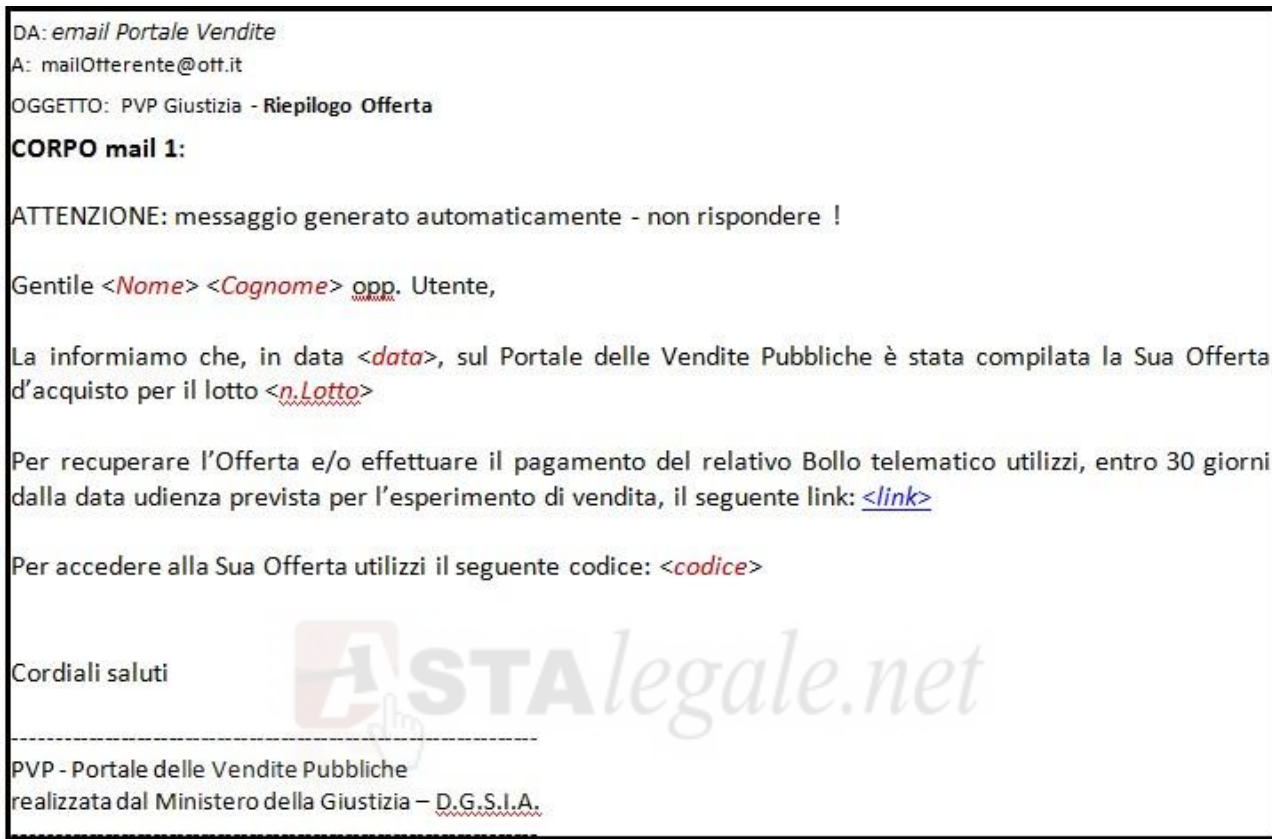 DA: email Portale Vendite
A: mailOfferente@off.it
OGGETTO: PVP Giustizia - Riepilogo Offerta
CORPO mail 1:
ATTENZIONE: messaggio generato automaticamente - non rispondere !
Gentile <Nome> <Cognome> opp. Utente,
La informiamo che, in data <data>, sul Portale delle Vendite Pubbliche è stata compilata la Sua Offerta
d’acquisto per il lotto <n.Lotto>
Per recuperare l’Offerta e/o effettuare il pagamento del relativo Bollo telematico utilizzi, entro 30 giorni
dalla data udienza prevista per l’esperimento di vendita, il seguente link: <link>
Per accedere alla Sua Offerta utilizzi il seguente codice: <codice>
ASTAlegale.net
Cordiali saluti
------------------------------------------------------------
PVP - Portale delle Vendite Pubbliche
realizzata dal Ministero della Giustizia – D.G.S.I.A.
------------------------------------------------------------